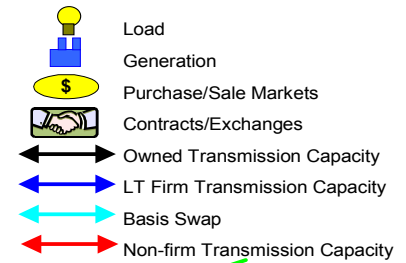 Load
Generation
$
Purchase/Sale Markets
Contracts/Exchanges
Owned Transmission Capacity
LT Firm Transmission Capacity
Basis Swap
Non-firm Transmission Capacity